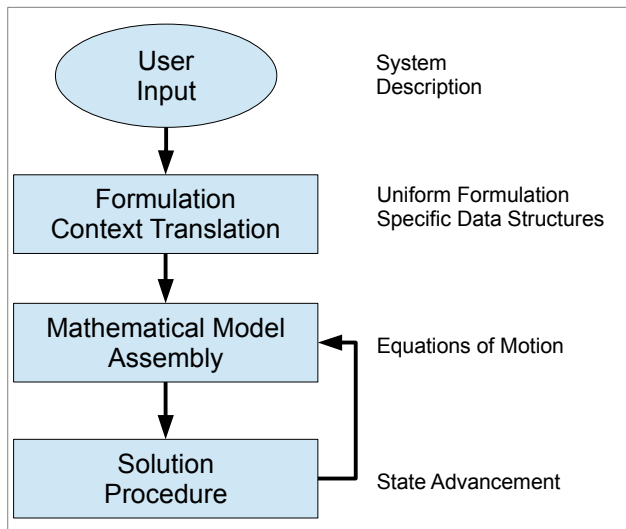 User
Input
System
Description
Formulation
Context Translation
Uniform Formulation
Specific Data Structures
Mathematical Model
Assembly
Equations of Motion
Solution
Procedure
State Advancement